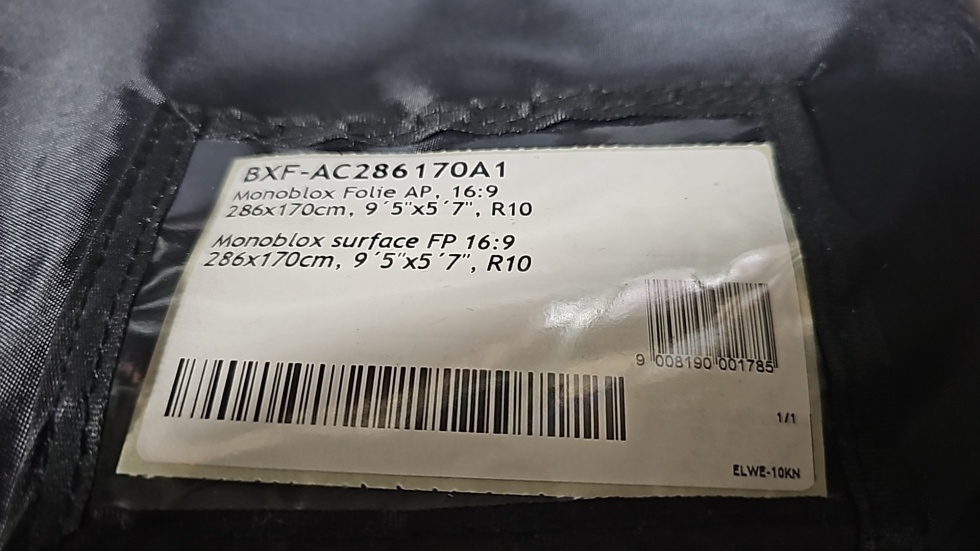 BXF-AC286170A1
Monoblox Folie AP, 16:9
286x170cm, 9´5"x5´7", R10
Monoblox surface FP 16:9
286x170cm, 9´5"x5´7", R10
9 008190 001785
1/1
ELWE-10KN